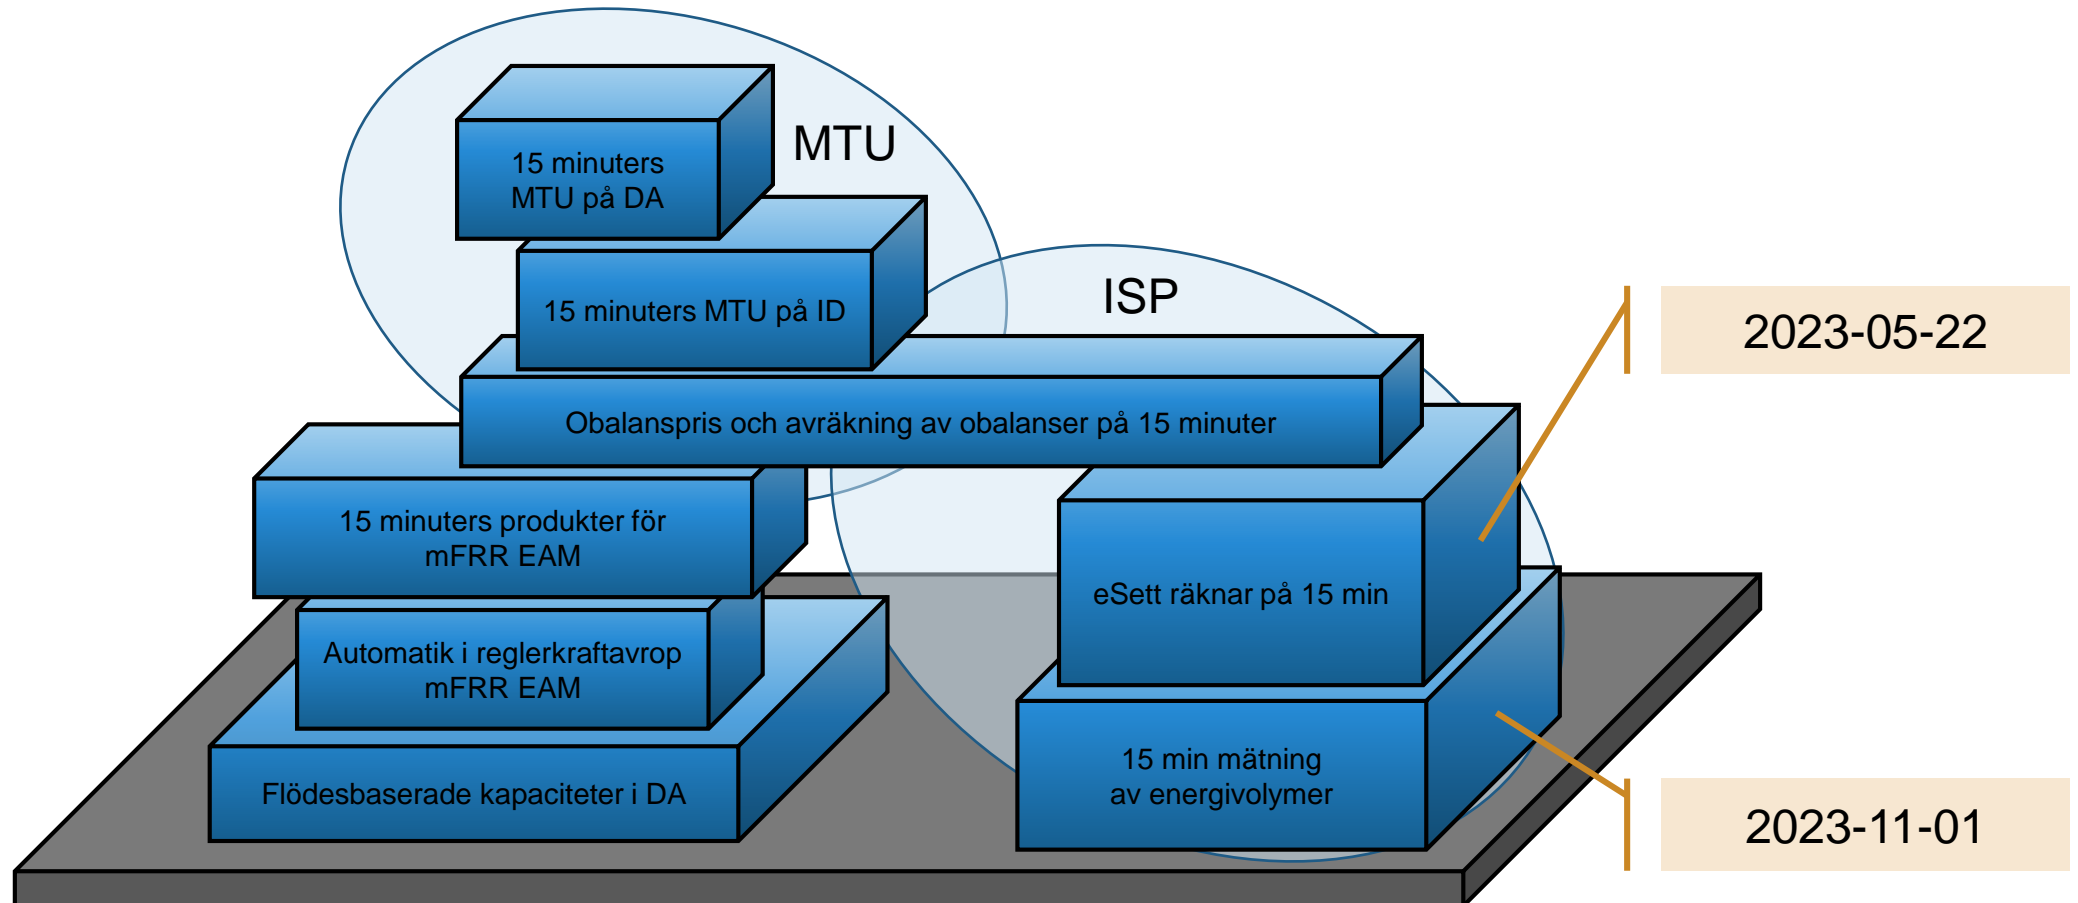 MTU
15 minuters
MTU på DA
ISP
15 minuters MTU på ID
2023-05-22
Obalanspris och avräkning av obalanser på 15 minuter
15 minuters produkter för
mFRR EAM
eSett räknar på 15 min
Automatik i reglerkraftavrop
mFRR EAM
15 min mätning
av energivolymer
Flödesbaserade kapaciteter i DA
2023-11-01